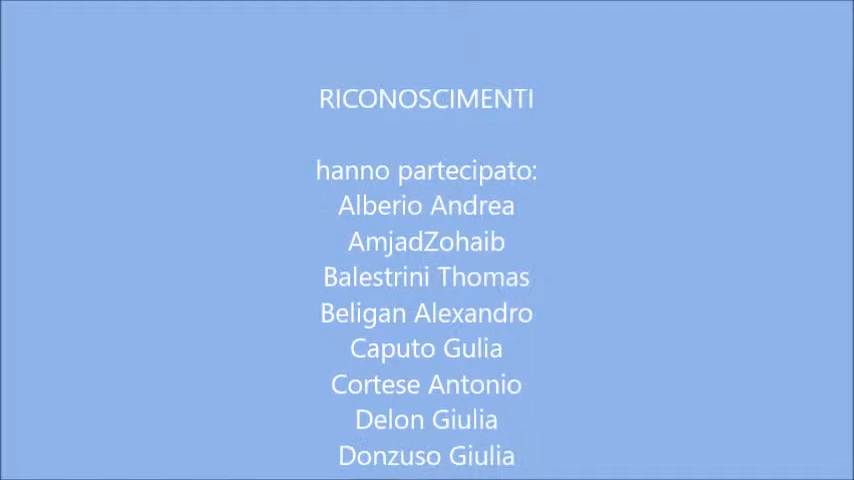 RICONOSCIMENTI
hanno partecipato:
Alberio Andrea
AmjadZohaib
Balestrini Thomas
Beligan Alexandro
Caputo Gulia
Cortese Antonio
Delon Giulia
Donzuso Giulia